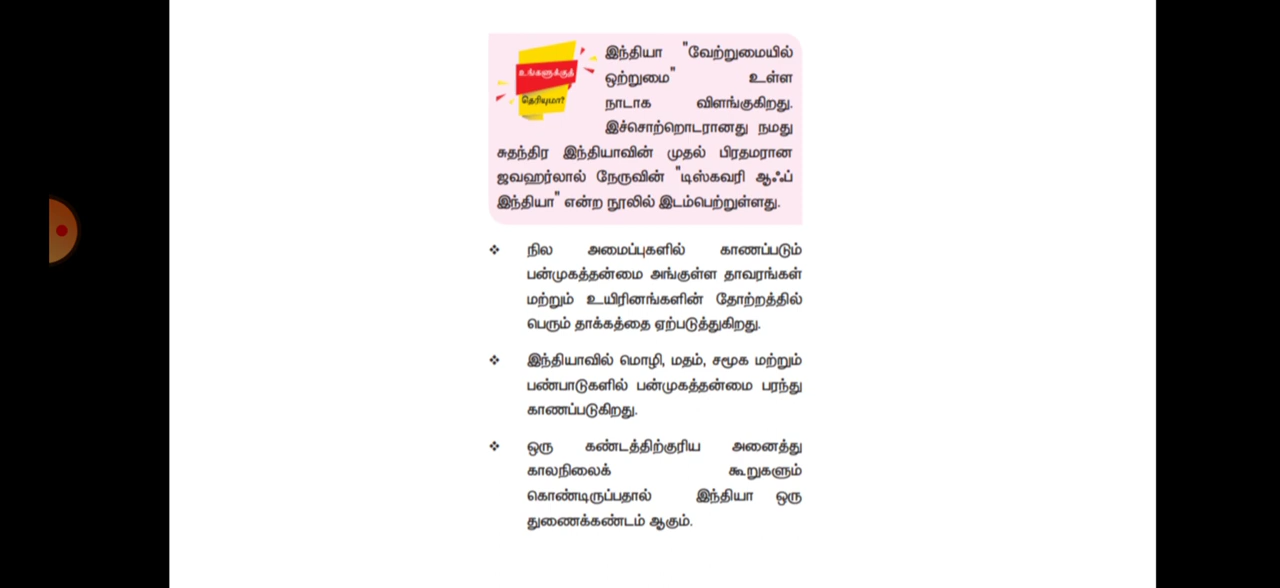 உங்களுக்குத்
தெரியுமா?
இந்தியா "வேற்றுமையில்
ஒற்றுமை" உள்ள
நாடாக விளங்குகிறது.
இச்சொற்றொடரானது நமது
சுதந்திர இந்தியாவின் முதல் பிரதமரான
ஜவஹர்லால் நேருவின் "டிஸ்கவரி ஆஃப்
இந்தியா" என்ற நூலில் இடம்பெற்றுள்ளது.
❖ நில அமைப்புகளில் காணப்படும்
பன்முகத்தன்மை அங்குள்ள தாவரங்கள்
மற்றும் உயிரினங்களின் தோற்றத்தில்
பெரும் தாக்கத்தை ஏற்படுத்துகிறது.
❖ இந்தியாவில் மொழி, மதம், சமூக மற்றும்
பண்பாடுகளில் பன்முகத்தன்மை பரந்து
காணப்படுகிறது.
❖ ஒரு கண்டத்திற்குரிய அனைத்து
காலநிலைக் கூறுகளும்
கொண்டிருப்பதால் இந்தியா ஒரு
துணைக்கண்டம் ஆகும்.